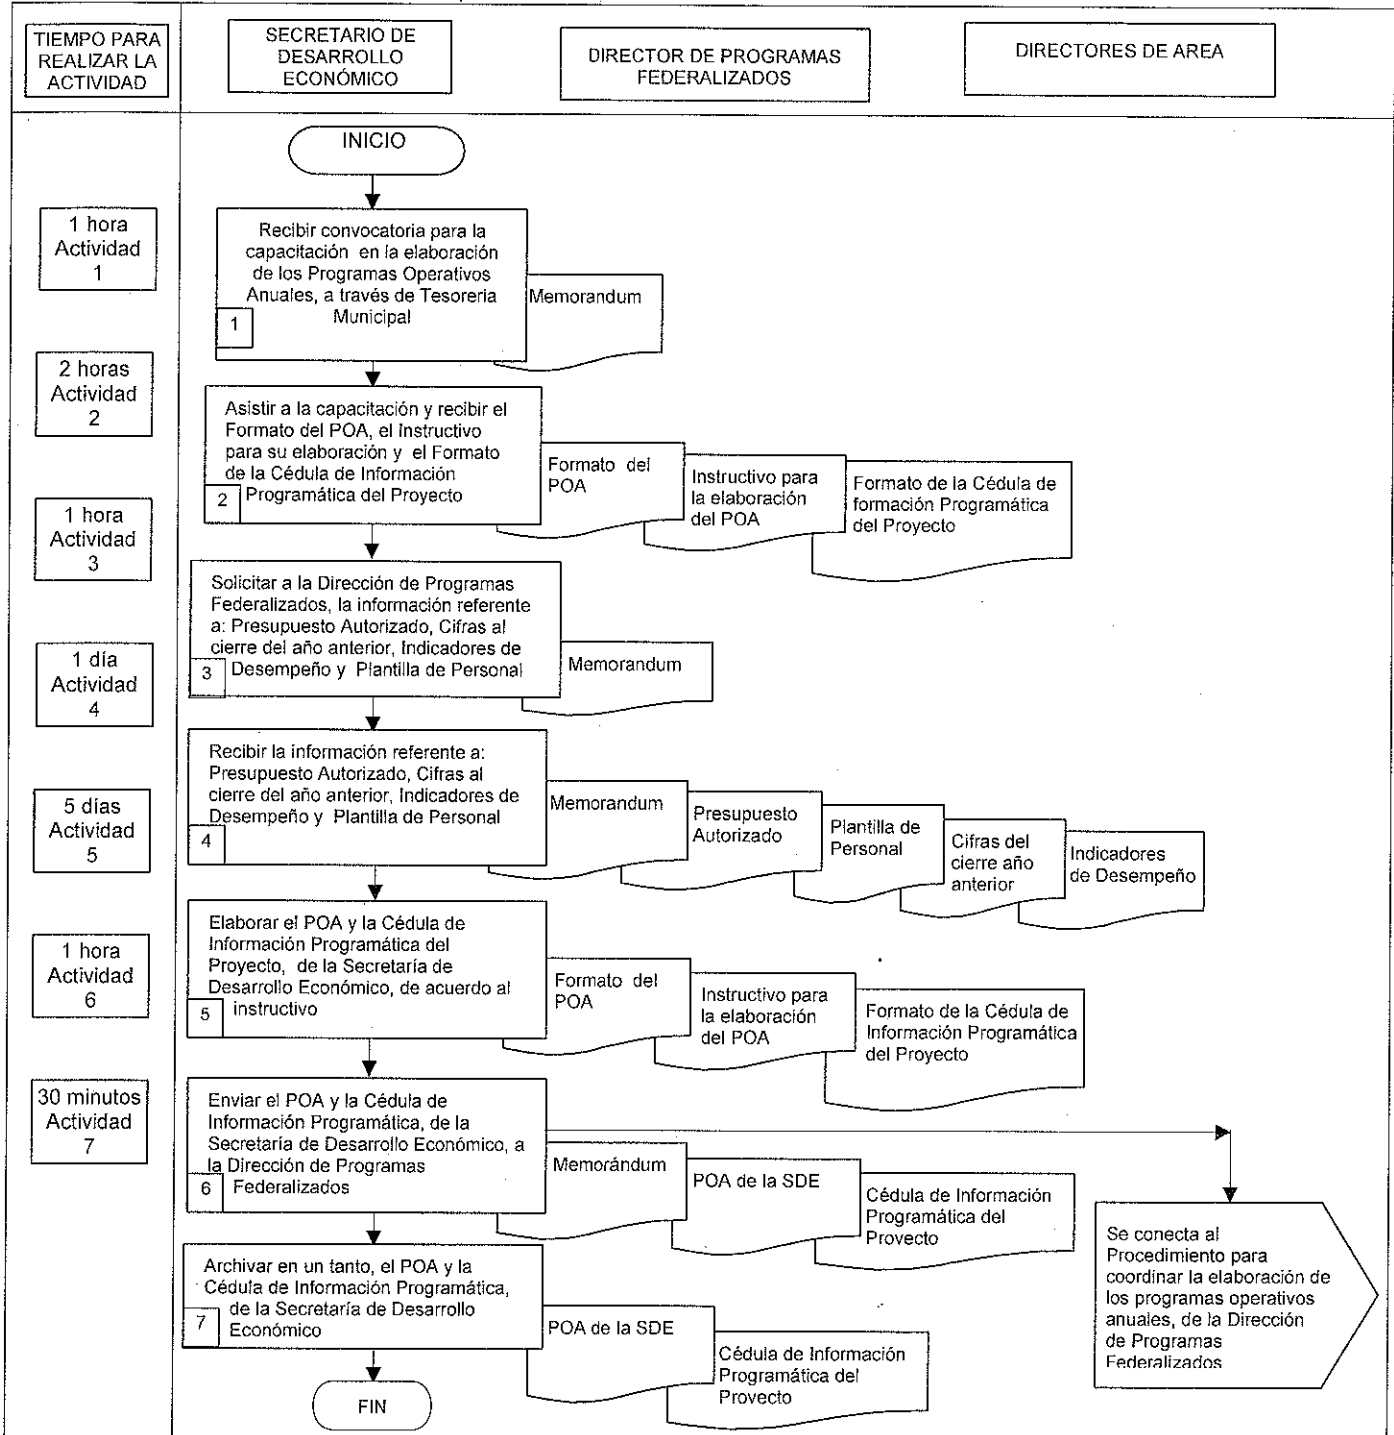 TIEMPO PARA
REALIZAR LA
ACTIVIDAD
SECRETARIO DE
DESARROLLO
ECONÓMICO
DIRECTOR DE PROGRAMAS
FEDERALIZADOS
DIRECTORES DE AREA
INICIO
1 hora
Actividad
1
Recibir convocatoria para la
capacitación en la elaboración
de los Programas Operativos
Anuales, a través de Tesoreria
Municipal
1
Memorandum
2 horas
Actividad
2
Asistir a la capacitación y recibir el
Formato del POA, el Instructivo
para su elaboración y el Formato
de la Cédula de Información
Programática del Proyecto
2
Formato del
POA
Instructivo para
la elaboración
del POA
Formato de la Cédula de
formación Programática
del Proyecto
1 hora
Actividad
3
Solicitar a la Dirección de Programas
Federalizados, la información referente
a: Presupuesto Autorizado, Cifras al
cierre del año anterior, Indicadores de
Desempeño y Plantilla de Personal
3
Memorandum
1 día
Actividad
4
Recibir la información referente a:
Presupuesto Autorizado, Cifras al
cierre del año anterior, Indicadores de
Desempeño y Plantilla de Personal
4
Memorandum
Presupuesto
Autorizado
Plantilla de
Personal
Cifras del
cierre año
anterior
Indicadores
de Desempeño
5 días
Actividad
5
Elaborar el POA y la Cédula de
Información Programática del
Proyecto, de la Secretaría de
Desarrollo Económico, de acuerdo al
instructivo
5
Formato del
POA
Instructivo para
la elaboración
del POA
Formato de la Cédula de
Información Programática
del Proyecto
1 hora
Actividad
6
Enviar el POA y la Cédula de
Información Programática, de la
Secretaría de Desarrollo Económico, a
la Dirección de Programas
Federalizados
6
Memorándum
POA de la SDE
Cédula de Información
Programática del
Provecto
30 minutos
Actividad
7
Archivar en un tanto, el POA y la
Cédula de Información Programática,
de la Secretaría de Desarrollo
Económico
7
POA de la SDE
Cédula de Información
Programática del
Provecto
Se conecta al
Procedimiento para
coordinar la elaboración de
los programas operativos
anuales, de la Dirección
de Programas
Federalizados
FIN